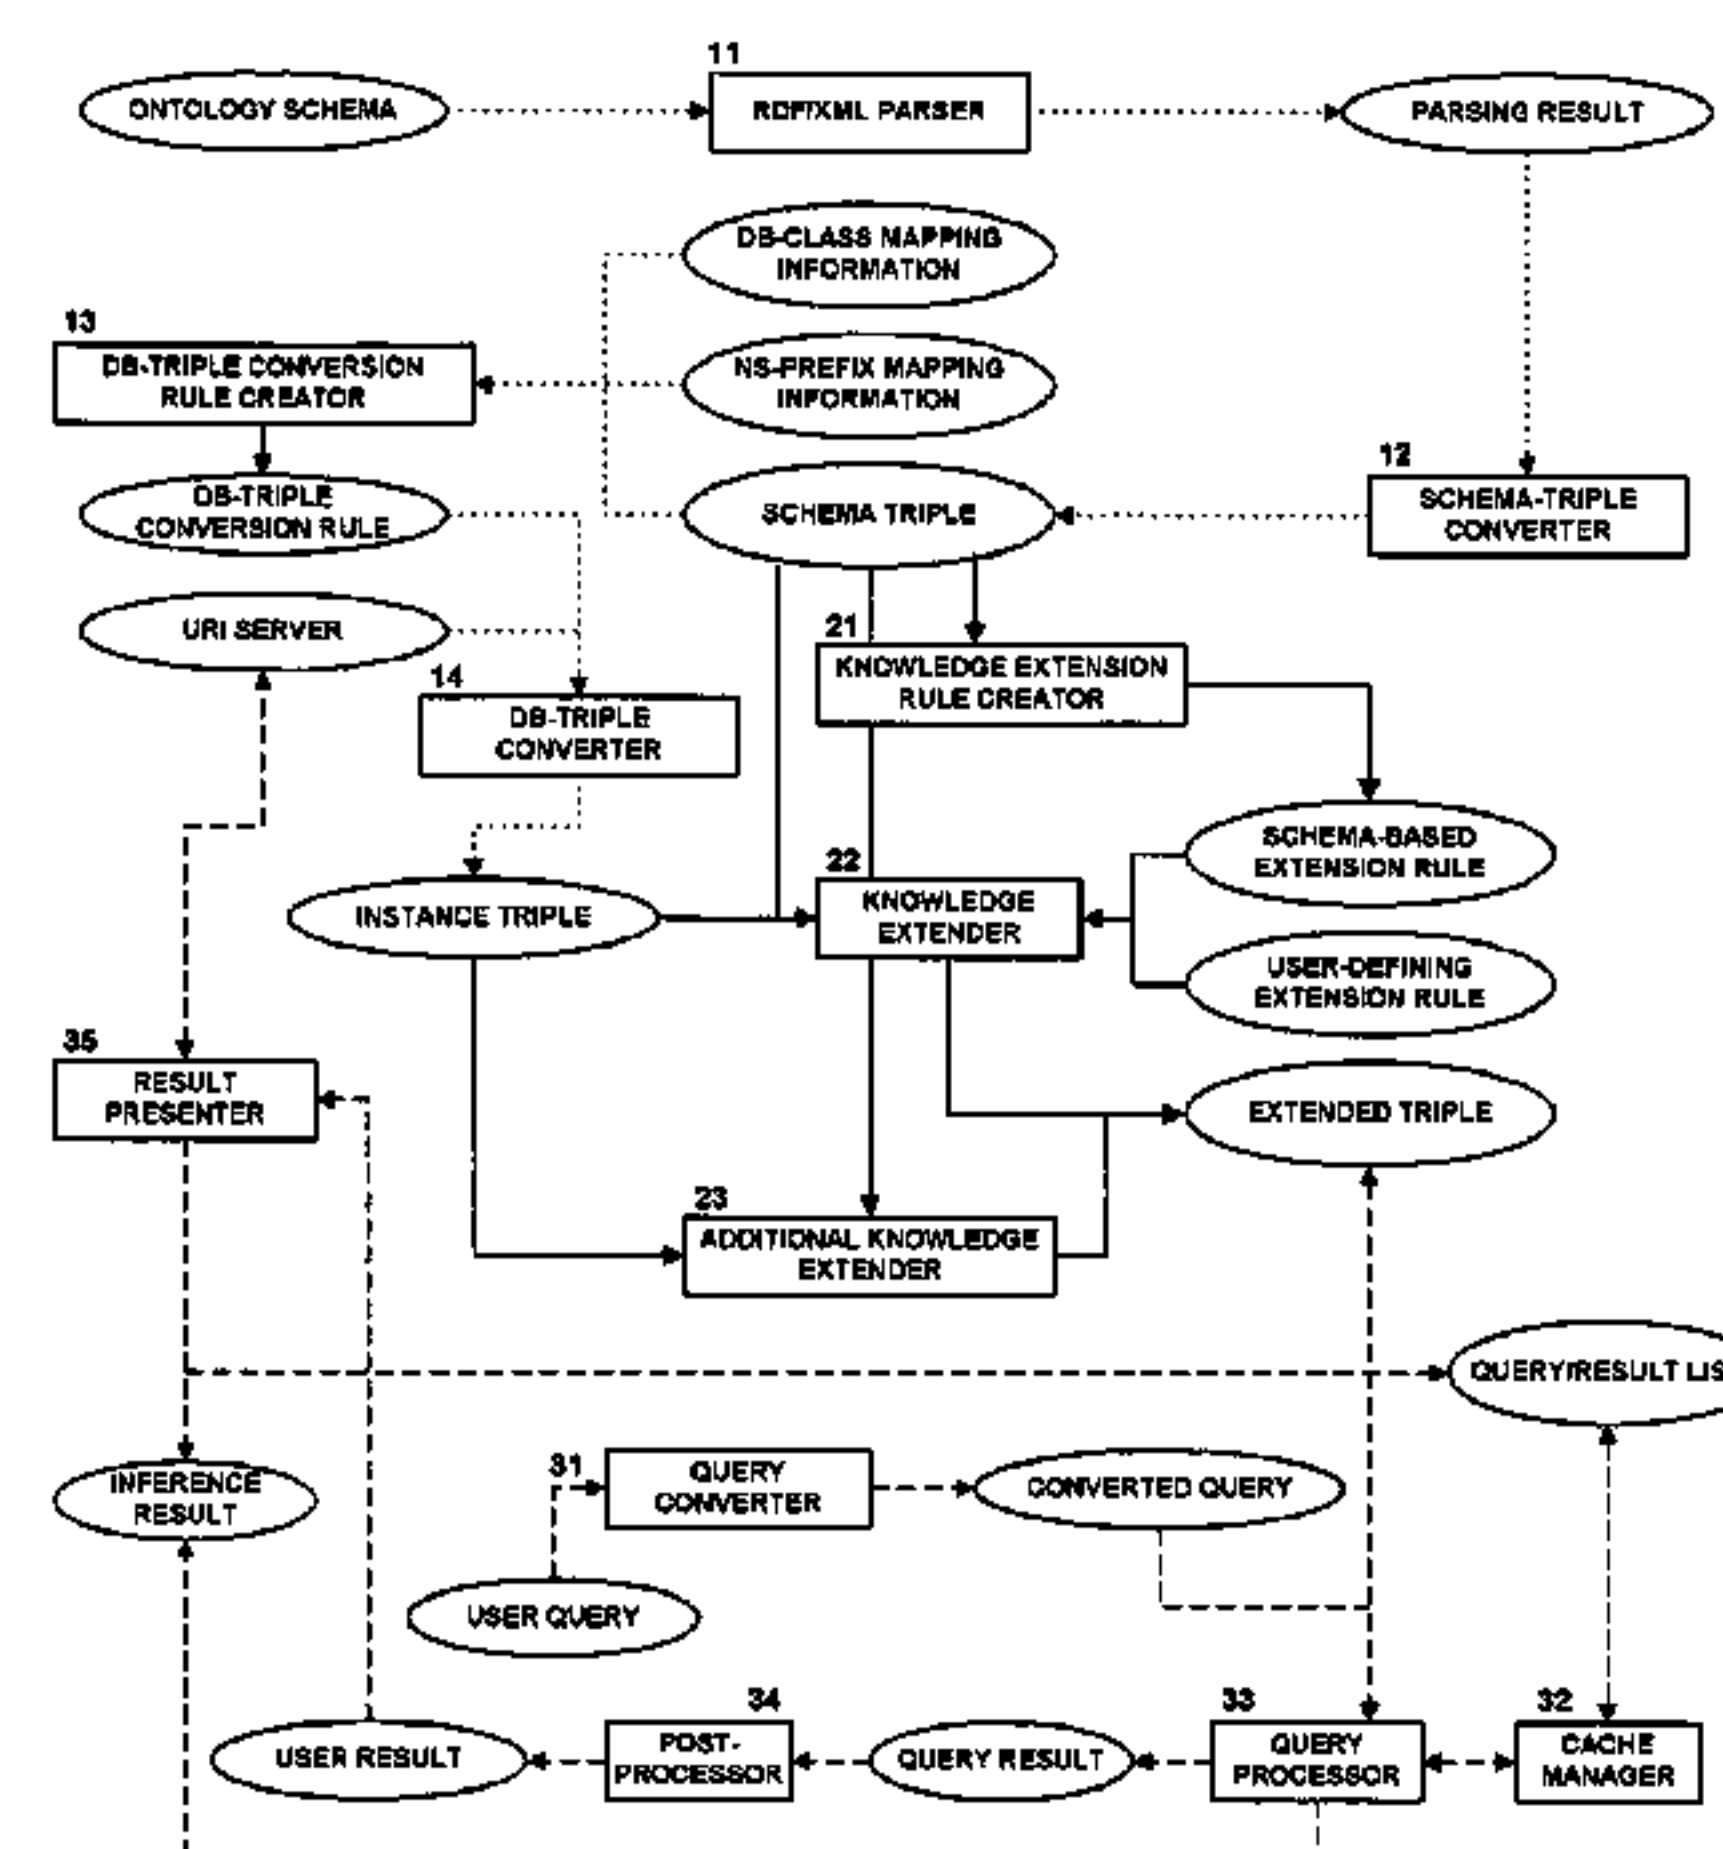 11
ONTOLOGY SCHEMA
RDF/XML PARSER
PARSING RESULT
DB-CLASS MAPPING
INFORMATION
13
DB-TRIPLE CONVERSION
RULE CREATOR
NS-PREFIX MAPPING
INFORMATION
12
DB-TRIPLE
CONVERSION RULE
SCHEMA TRIPLE
SCHEMA-TRIPLE
CONVERTER
URI SERVER
21
KNOWLEDGE EXTENSION
RULE CREATOR
14
DB-TRIPLE
CONVERTER
SCHEMA-BASED
EXTENSION RULE
22
INSTANCE TRIPLE
KNOWLEDGE
EXTENDER
USER-DEFINING
EXTENSION RULE
35
RESULT
PRESENTER
EXTENDED TRIPLE
23
ADDITIONAL KNOWLEDGE
EXTENDER
QUERY/RESULT LIS
INFERENCE
RESULT
31
QUERY
CONVERTER
CONVERTED QUERY
USER QUERY
34
33
32
USER RESULT
POST-
PROCESSOR
QUERY RESULT
QUERY
PROCESSOR
CACHE
MANAGER